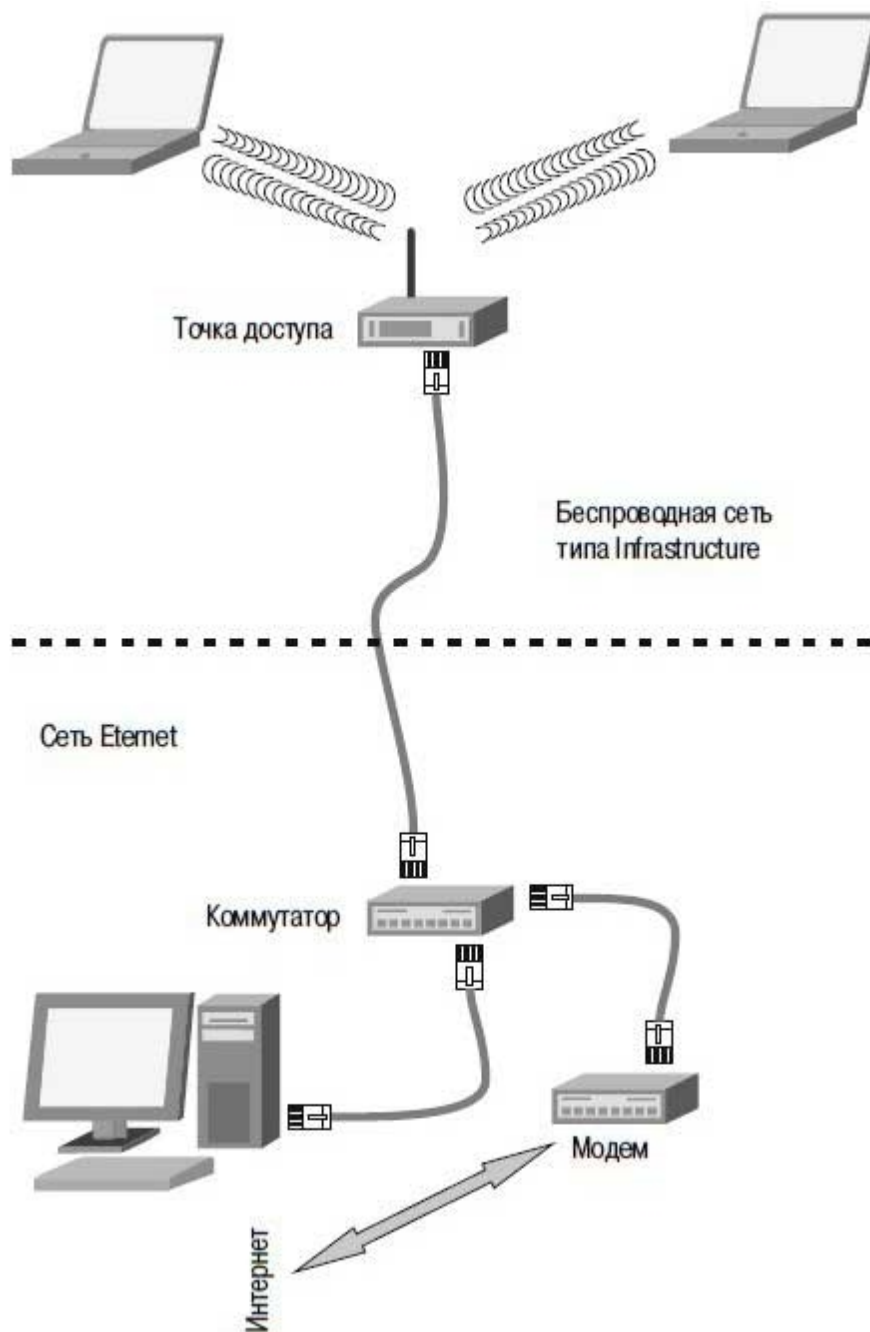 Точка доступа
Беспроводная сеть
типа Infrastructure
Сеть Eternet
Коммутатор
Модем
Интернет